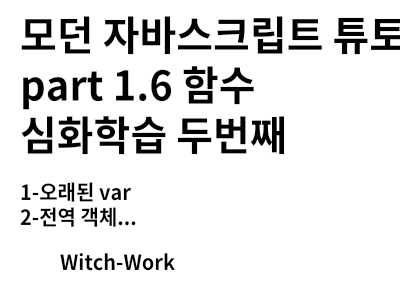 모던 자바스크립트 튜토
part 1.6 함수
심화학습 두번째
1-오래된 var
2-전역 객체...
Witch-Work